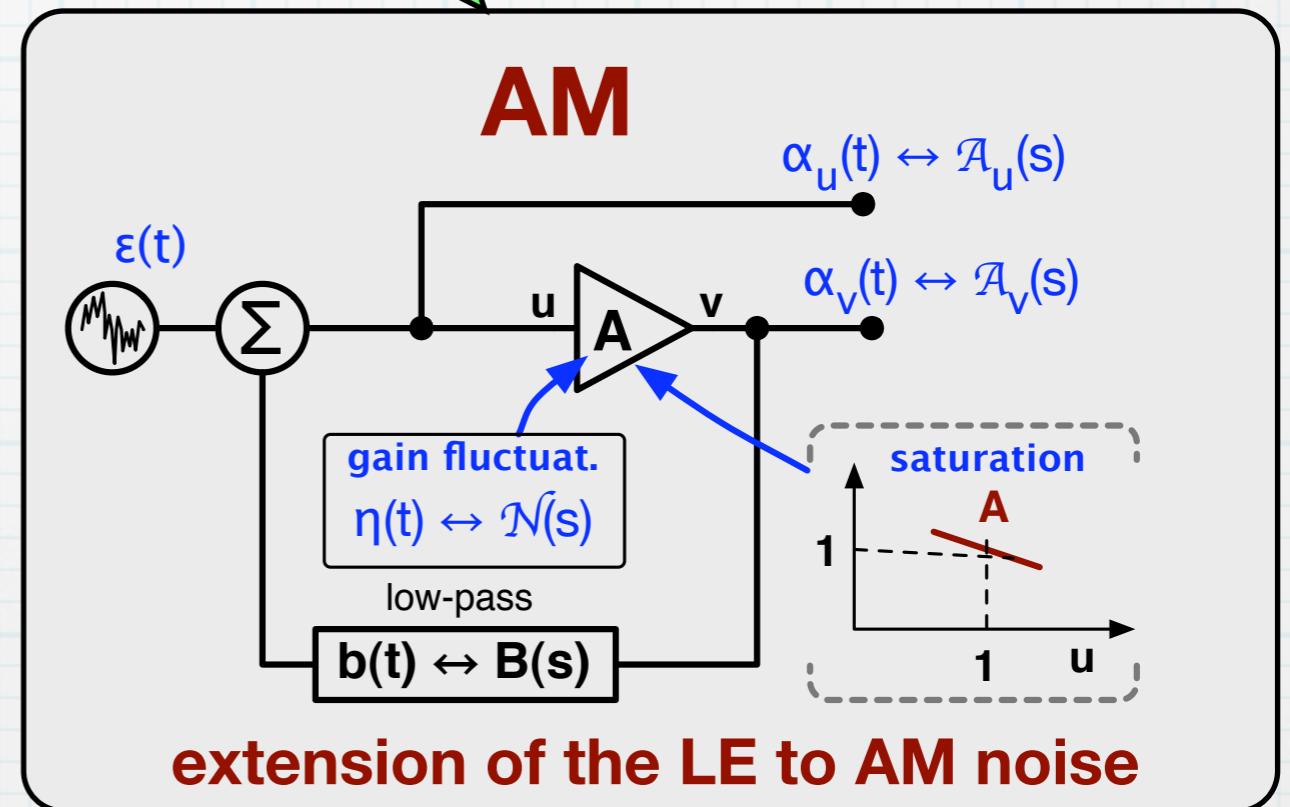 AM
αu(t) ↔ 𝒜u(s)
ε(t)
αv(t) ↔ 𝒜v(s)
Σ
u
A
v
gain fluctuat.
η(t) ↔ 𝒩(s)
saturation
A
1
1
u
low-pass
b(t) ↔ B(s)
extension of the LE to AM noise